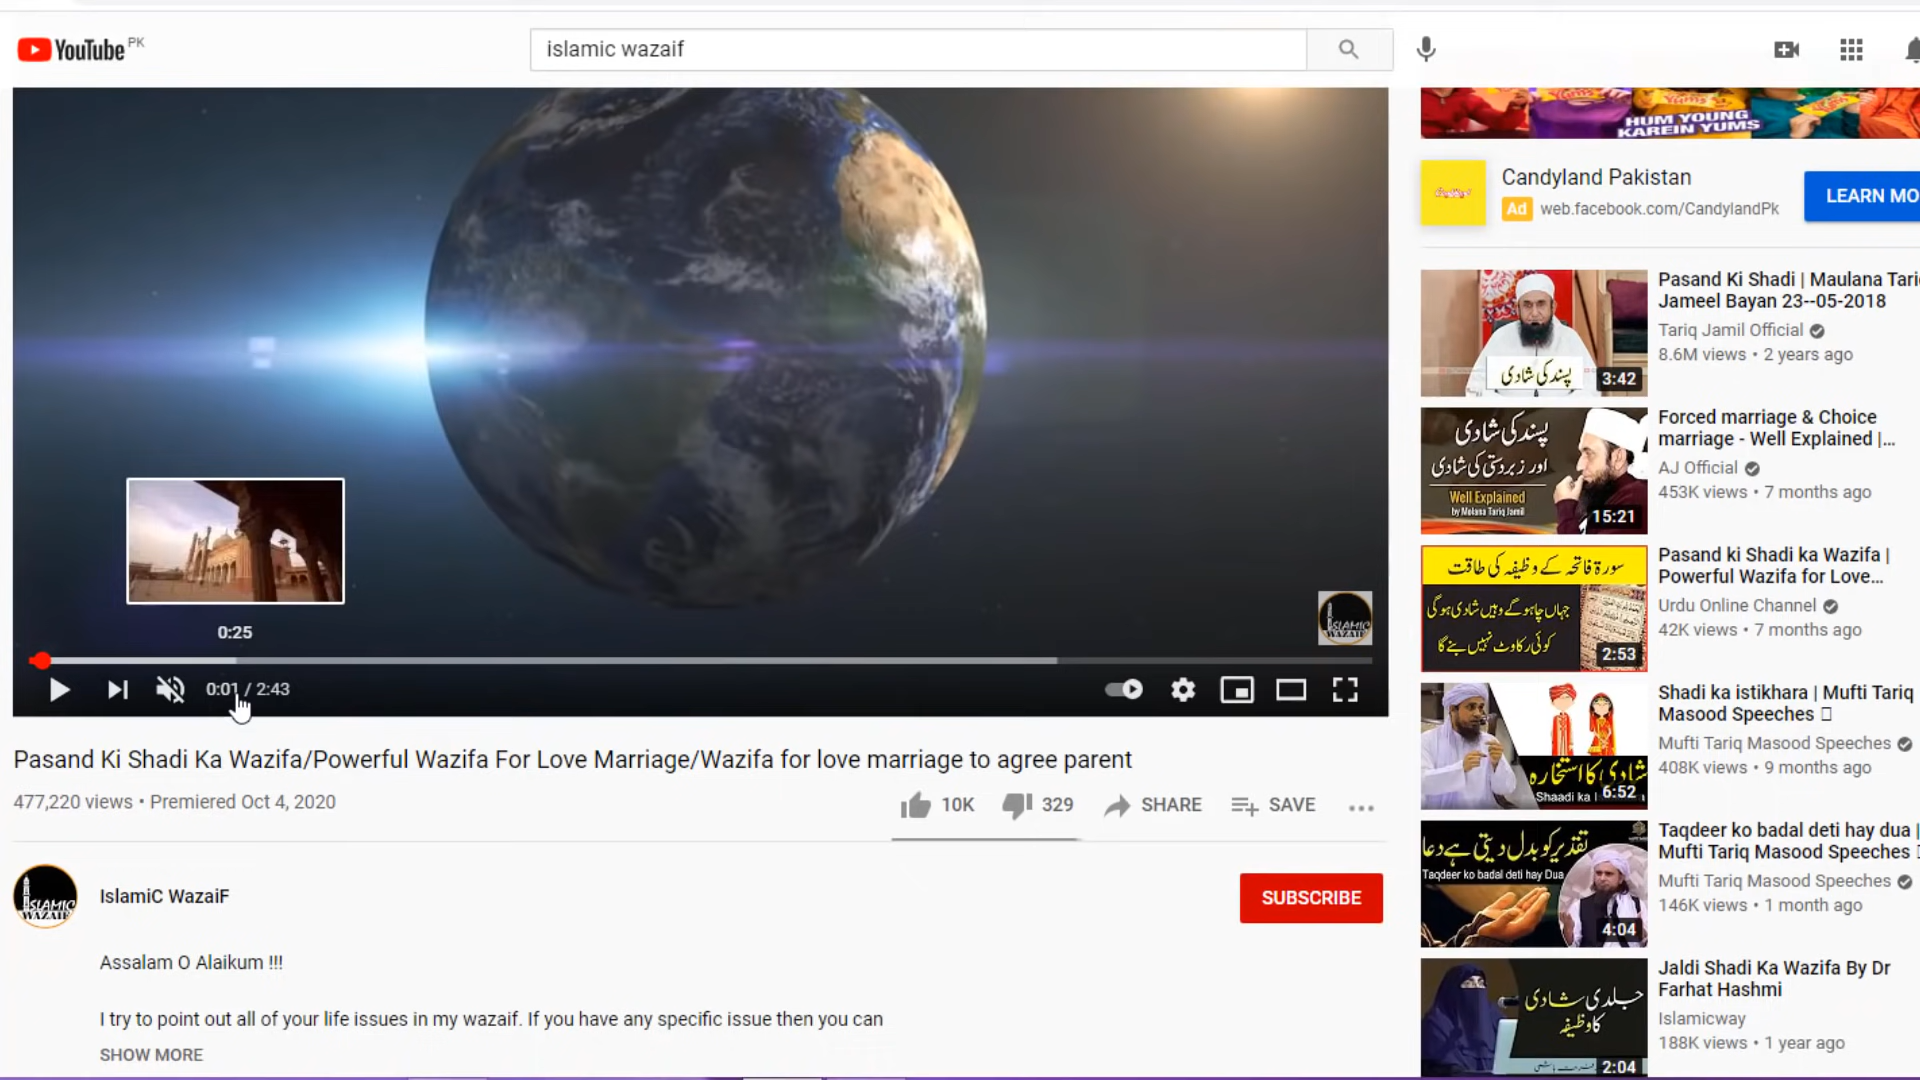 YouTube PK
islamic wazaif
HUM YOUNG
KAREIN YUMS
Candyland Pakistan
Ad web.facebook.com/CandylandPk
LEARN MO
0:25
ISLAMIC
WAZAIF
0:01 / 2:43
Pasand Ki Shadi Ka Wazifa/Powerful Wazifa For Love Marriage/Wazifa for love marriage to agree parent
477,220 views • Premiered Oct 4, 2020
10K
329
SHARE
SAVE
ISLAMIC
WAZAIF
IslamiC WazaiF
SUBSCRIBE
Assalam O Alaikum !!!
I try to point out all of your life issues in my wazaif. If you have any specific issue then you can
SHOW MORE
پسند کی شادی
3:42
Pasand Ki Shadi | Maulana Tari
Jameel Bayan 23--05-2018
Tariq Jamil Official
8.6M views • 2 years ago
پسند کی شادی
اور زبردستی کی شادی
Well Explained
by Molana Tariq Jamil
15:21
Forced marriage & Choice
marriage - Well Explained |...
AJ Official
453K views • 7 months ago
سورۃ فاتحہ کے وظیفہ کی طاقت
جہاں چاہو گے وہیں شادی ہو گی
کوئی رکاوٹ نہیں بنے گا
2:53
Pasand ki Shadi ka Wazifa |
Powerful Wazifa for Love...
Urdu Online Channel
42K views • 7 months ago
شادی کا استخارہ
Shaadi ka
6:52
Shadi ka istikhara | Mufti Tariq
Masood Speeches
Mufti Tariq Masood Speeches
408K views • 9 months ago
تقدیر کو بدل دیتی ہے دعا
Taqdeer ko badal deti hay Dua
4:04
Taqdeer ko badal deti hay dua |
Mufti Tariq Masood Speeches
Mufti Tariq Masood Speeches
146K views • 1 month ago
جلدی شادی
کا وظیفہ
2:04
Jaldi Shadi Ka Wazifa By Dr
Farhat Hashmi
Islamicway
188K views • 1 year ago